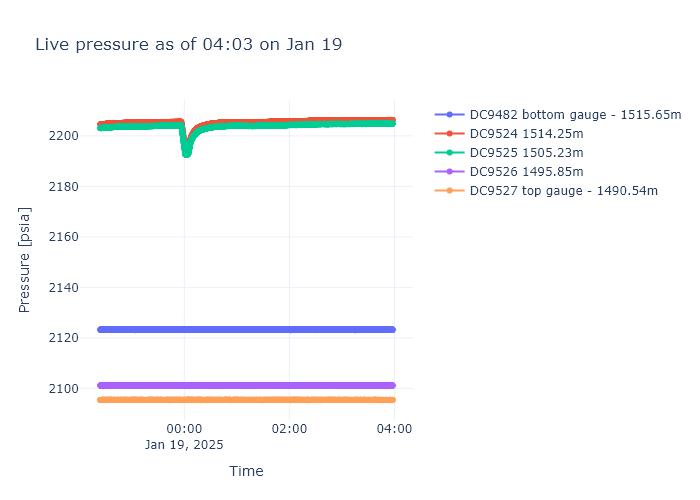 Live pressure as of 04:03 on Jan 19
DC9482 bottom gauge - 1515.65m
DC9524 1514.25m
DC9525 1505.23m
DC9526 1495.85m
DC9527 top gauge - 1490.54m
Pressure [psia]
2200
2180
2160
2140
2120
2100
00:00
02:00
04:00
Jan 19, 2025
Time